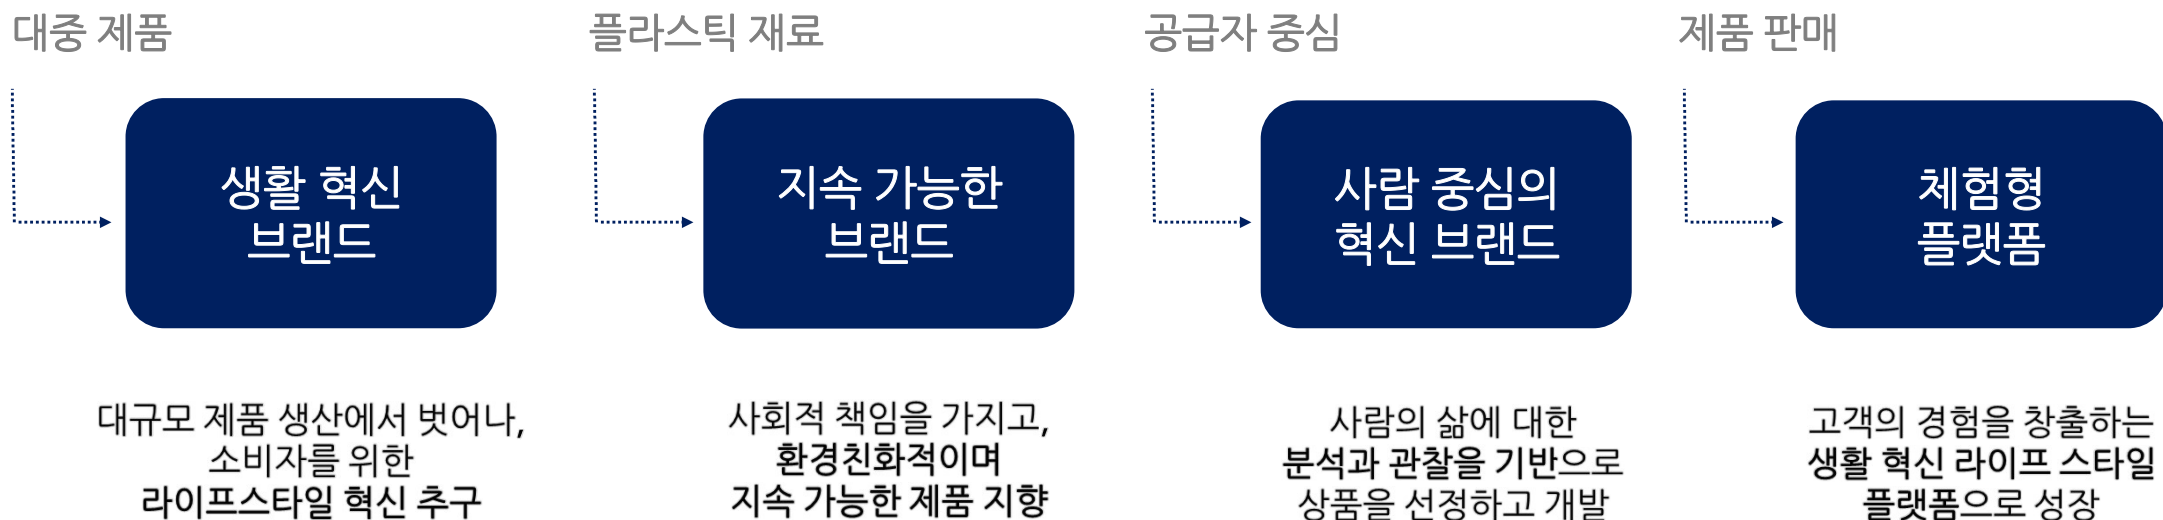 대중 제품
플라스틱 재료
공급자 중심
제품 판매
생활 혁신
브랜드
지속 가능한
브랜드
사람 중심의
혁신 브랜드
체험형
플랫폼
대규모 제품 생산에서 벗어나,
소비자를 위한
라이프스타일 혁신 추구
사회적 책임을 가지고,
환경친화적이며
지속 가능한 제품 지향
사람의 삶에 대한
분석과 관찰을 기반으로
상품을 선정하고 개발
고객의 경험을 창출하는
생활 혁신 라이프 스타일
플랫폼으로 성장